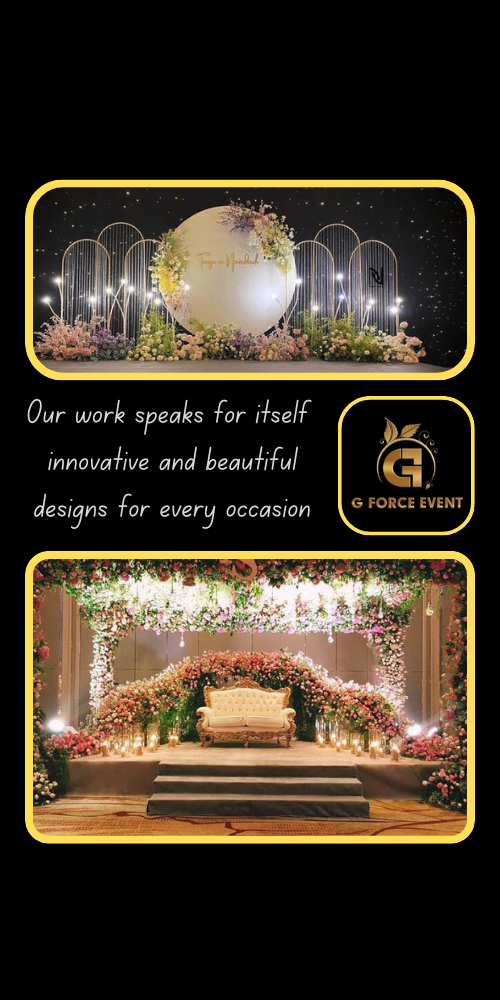 Our work speaks for itself
innovative and beautiful
designs for every occasion
G
G FORCE EVENT
S